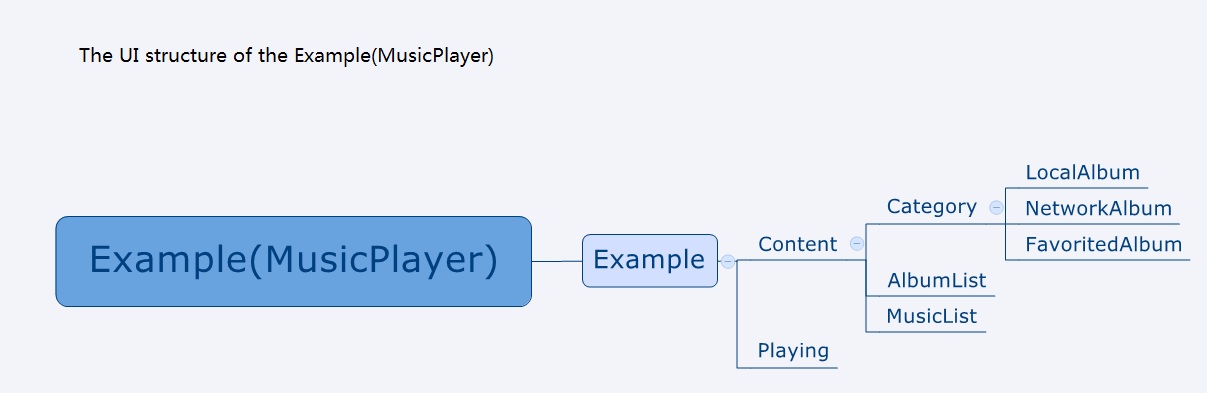 The UI structure of the Example(MusicPlayer)
Example(MusicPlayer)
Example
Content
Category
LocalAlbum
NetworkAlbum
FavoritedAlbum
AlbumList
MusicList
Playing